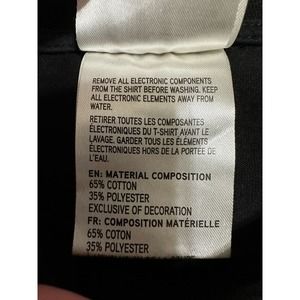 REMOVE ALL ELECTRONIC COMPONENTS
FROM THE SHIRT BEFORE WASHING. KEEP
ALL ELECTRONIC ELEMENTS AWAY FROM
WATER.
RETIRER TOUTES LES COMPOSANTES
ÉLECTRONIQUES DU T-SHIRT AVANT LE
LAVAGE. GARDER TOUS LES ÉLÉMENTS
ÉLECTRONIQUES HORS DE LA PORTÉE DE
L'EAU.
EN: MATERIAL COMPOSITION
65% COTTON
35% POLYESTER
EXCLUSIVE OF DECORATION
FR: COMPOSITION MATÉRIELLE
65% COTON
35% POLYESTER